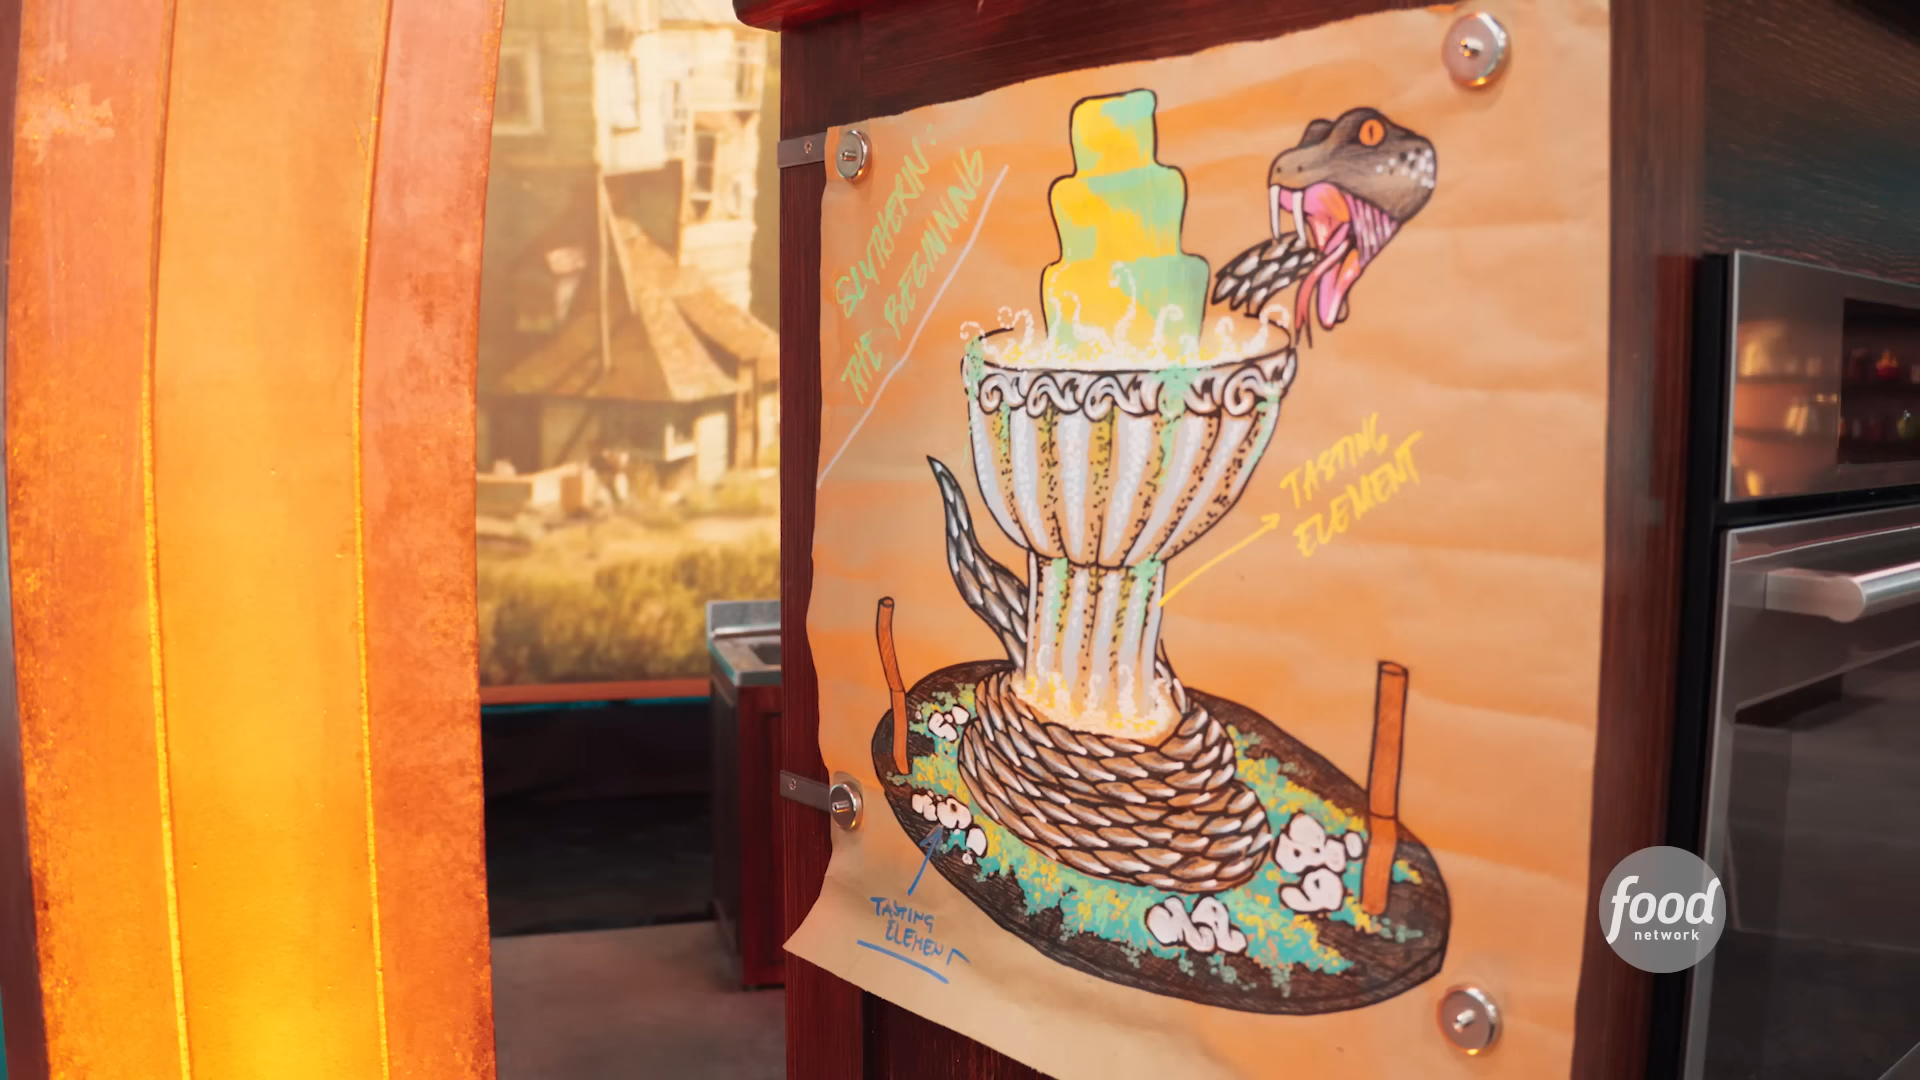 SLYTHERIN:
THE BEGINNING
TASTING
ELEMENT
TASTING
ELEMENT
food
network